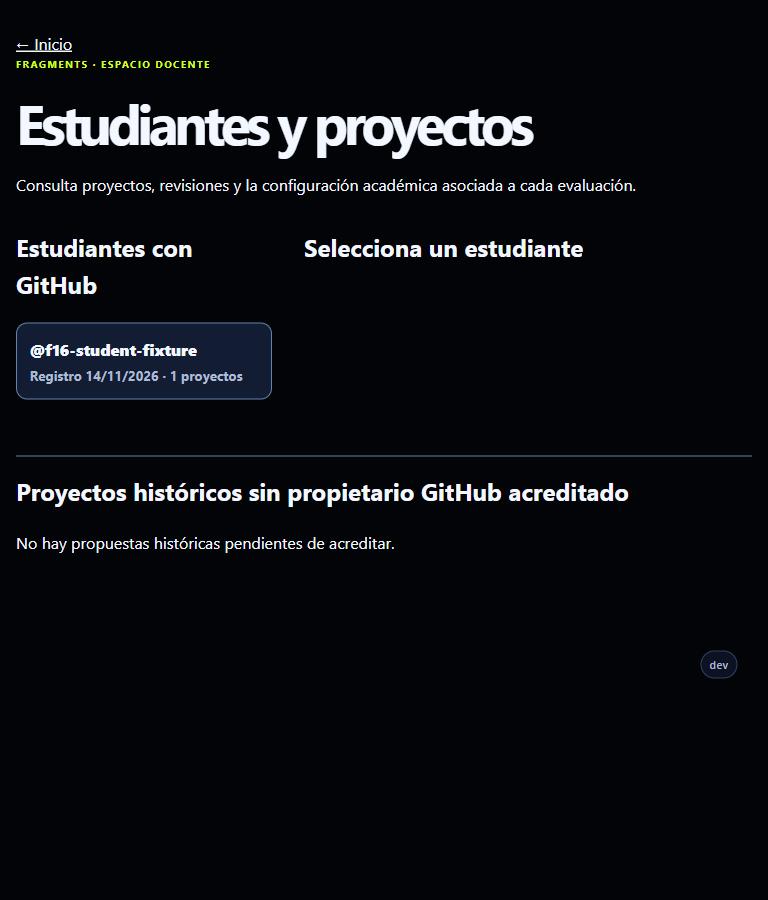 ← Inicio
FRAGMENTS · ESPACIO DOCENTE
Estudiantes y proyectos
Consulta proyectos, revisiones y la configuración académica asociada a cada evaluación.
Estudiantes con
GitHub
Selecciona un estudiante
@f16-student-fixture
Registro 14/11/2026 · 1 proyectos
Proyectos históricos sin propietario GitHub acreditado
No hay propuestas históricas pendientes de acreditar.
dev